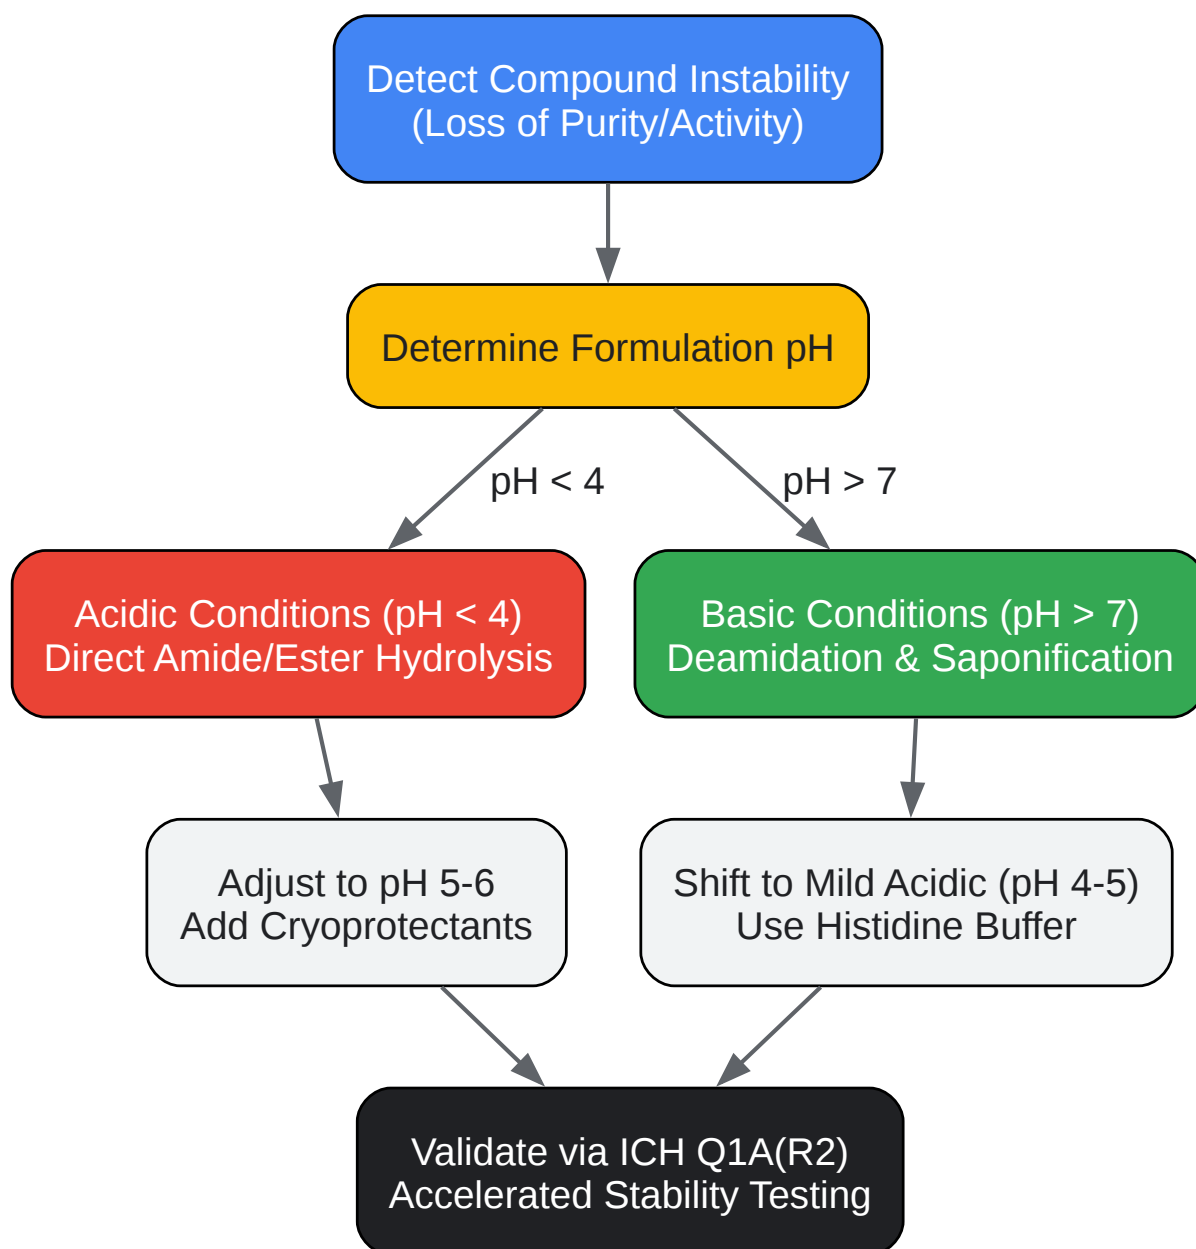 Detect Compound Instability
(Loss of Purity/Activity)
Determine Formulation pH
pH < 4
pH > 7
Acidic Conditions (pH < 4)
Direct Amide/Ester Hydrolysis
Basic Conditions (pH > 7)
Deamidation & Saponification
Adjust to pH 5-6
Add Cryoprotectants
Shift to Mild Acidic (pH 4-5)
Use Histidine Buffer
Validate via ICH Q1A(R2)
Accelerated Stability Testing